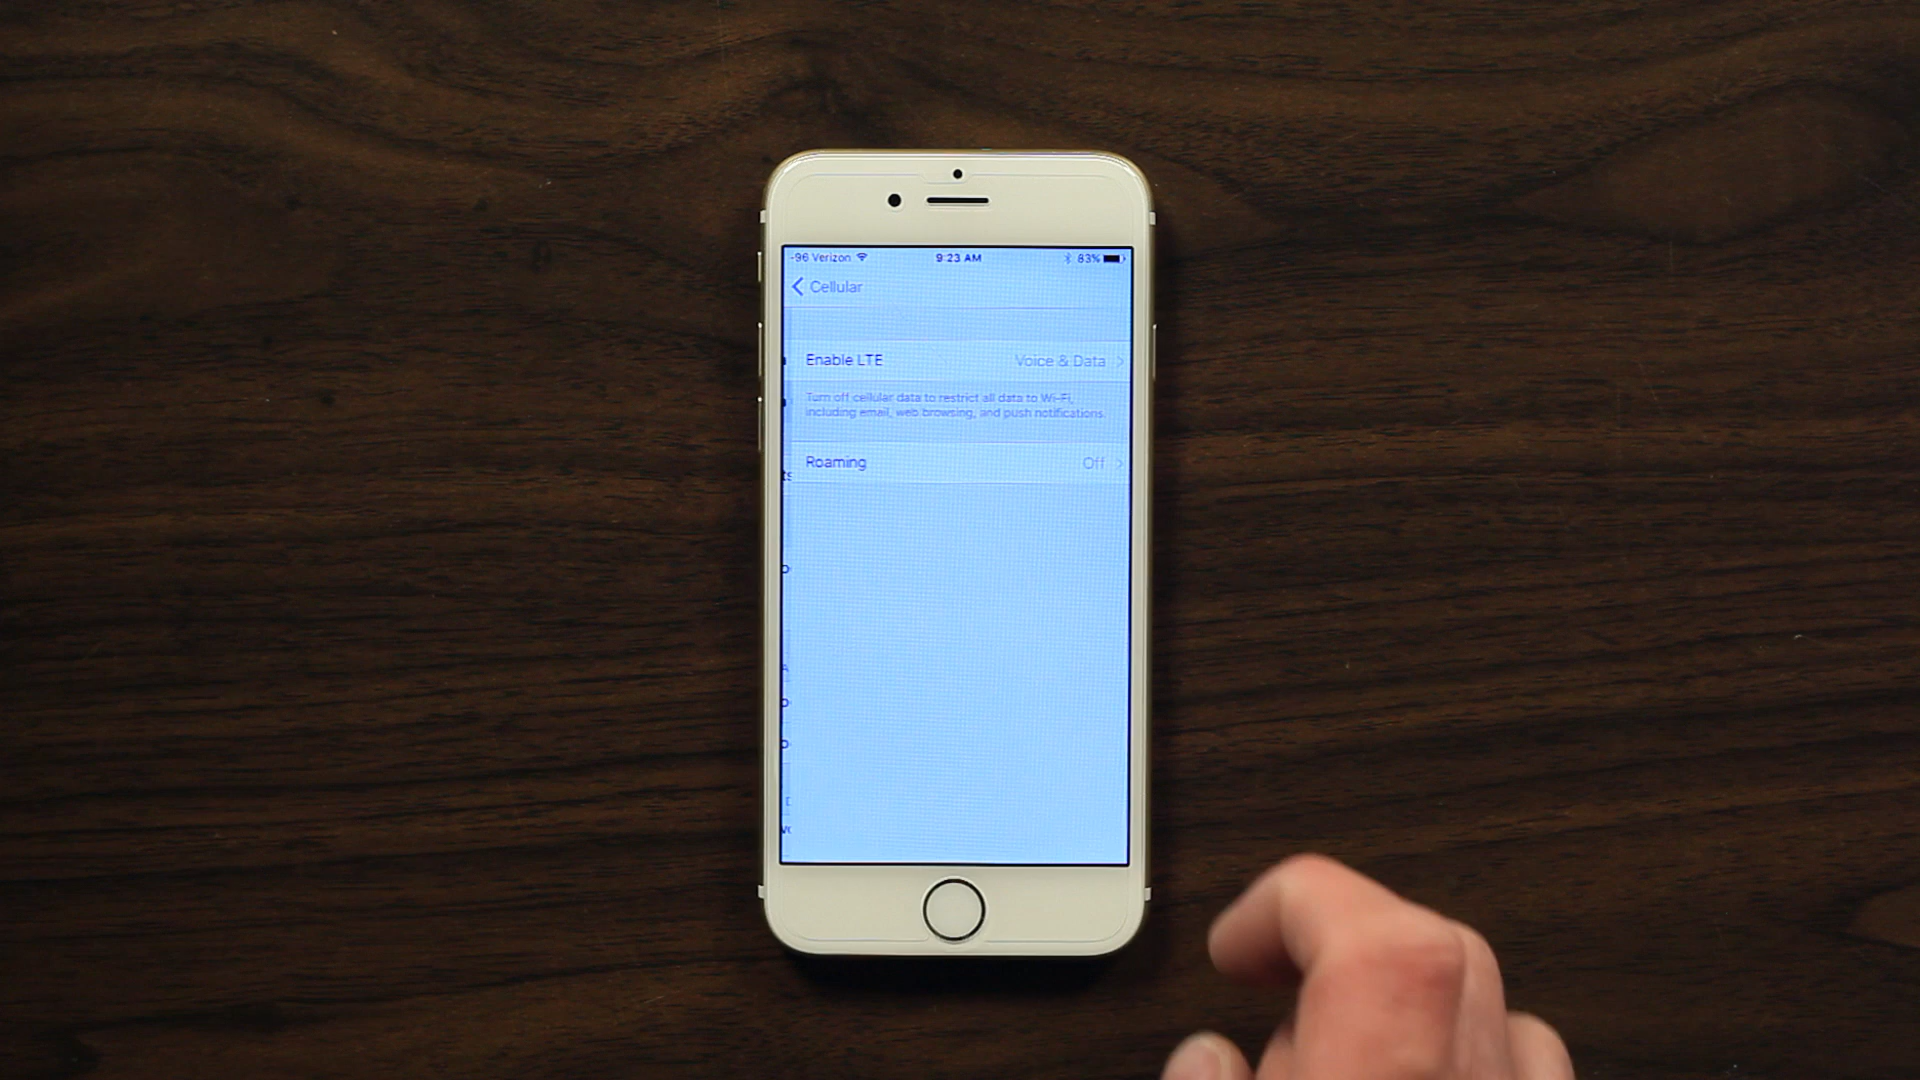 -96 Verizon 9:23 AM 83%
Cellular
Enable LTE Voice & Data
Turn off cellular data to restrict all data to Wi-Fi,
including email, web browsing, and push notifications.
Roaming Off